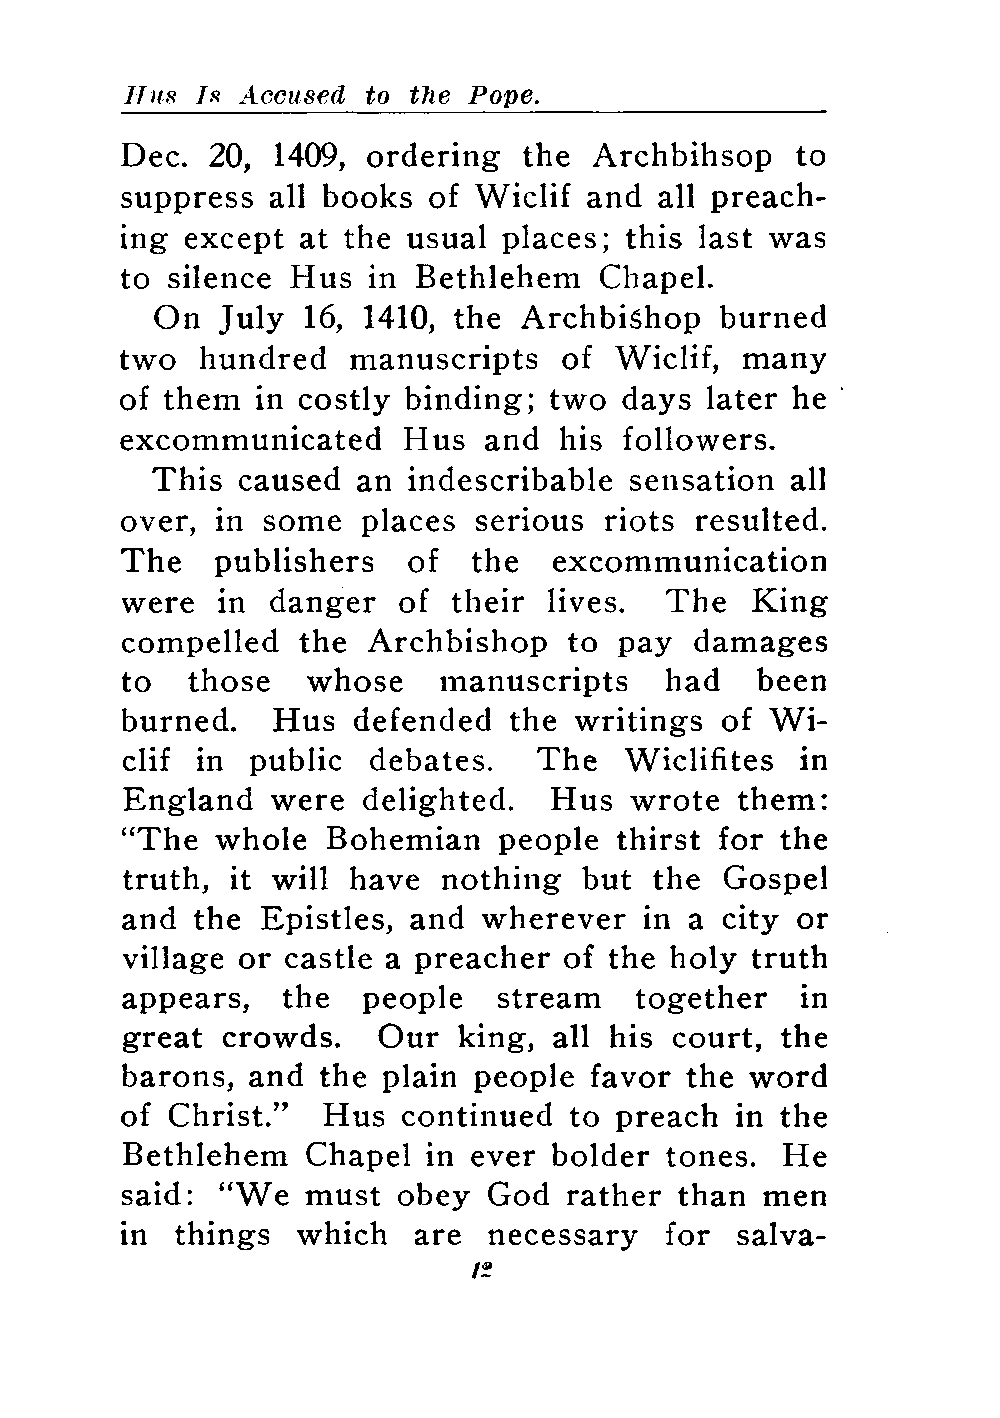 Hus Is Accused to the Pope.
Dec. 20, 1409, ordering the Archbihsop to
suppress all books of Wiclif and all preach-
ing except at the usual places; this last was
to silence Hus in Bethlehem Chapel.
On July 16, 1410, the Archbishop burned
two hundred manuscripts of Wiclif, many
of them in costly binding; two days later he
excommunicated Hus and his followers.
This caused an indescribable sensation all
over, in some places serious riots resulted.
The publishers of the excommunication
were in danger of their lives. The King
compelled the Archbishop to pay damages
to those whose manuscripts had been
burned. Hus defended the writings of Wi-
clif in public debates. The Wiclifites in
England were delighted. Hus wrote them:
“The whole Bohemian people thirst for the
truth, it will have nothing but the Gospel
and the Epistles, and wherever in a city or
village or castle a preacher of the holy truth
appears, the people stream together in
great crowds. Our king, all his court, the
barons, and the plain people favor the word
of Christ.” Hus continued to preach in the
Bethlehem Chapel in ever bolder tones. He
said: “We must obey God rather than men
in things which are necessary for salva-
12